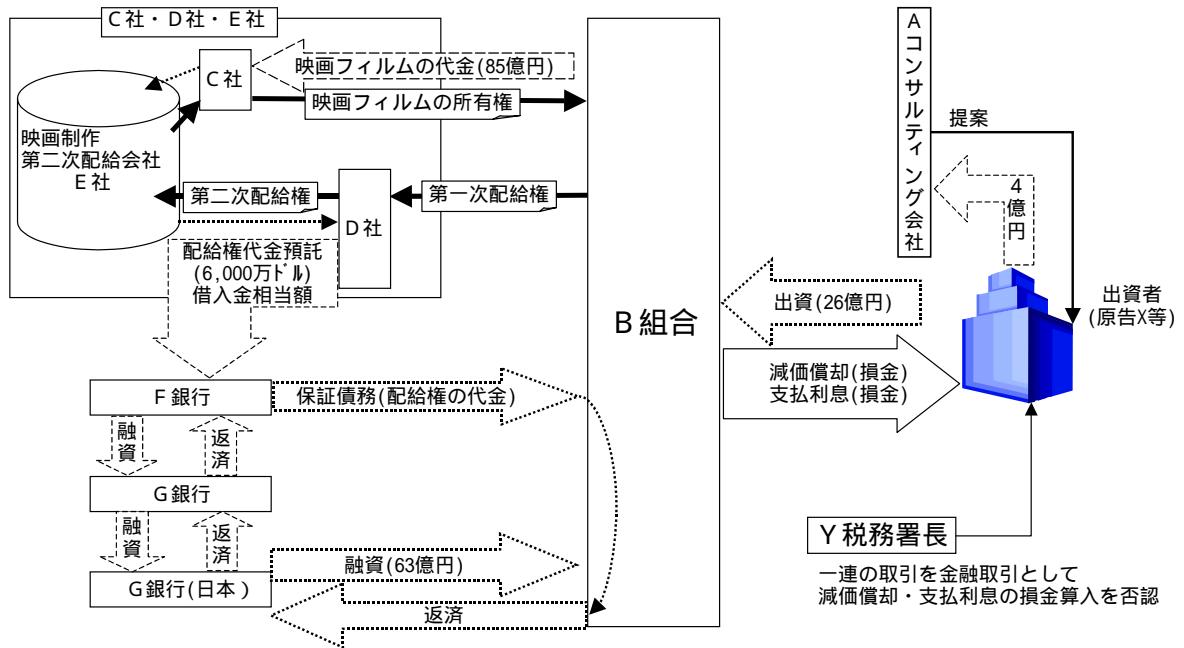 C社・D社・E社
C社
映画フィルムの代金(85億円)
映画フィルムの所有権
映画制作
第二次配給会社
E社
第二次配給権
D社
第一次配給権
配給権代金預託
(6,000万ドル)
借入金相当額
F銀行
保証債務(配給権の代金)
融資
返済
G銀行
融資
返済
G銀行(日本)
融資(63億円)
返済
B組合
Aコンサルティング会社
提案
4億円
出資(26億円)
出資者
(原告X等)
減価償却(損金)
支払利息(損金)
Y税務署長
一連の取引を金融取引として
減価償却・支払利息の損金算入を否認